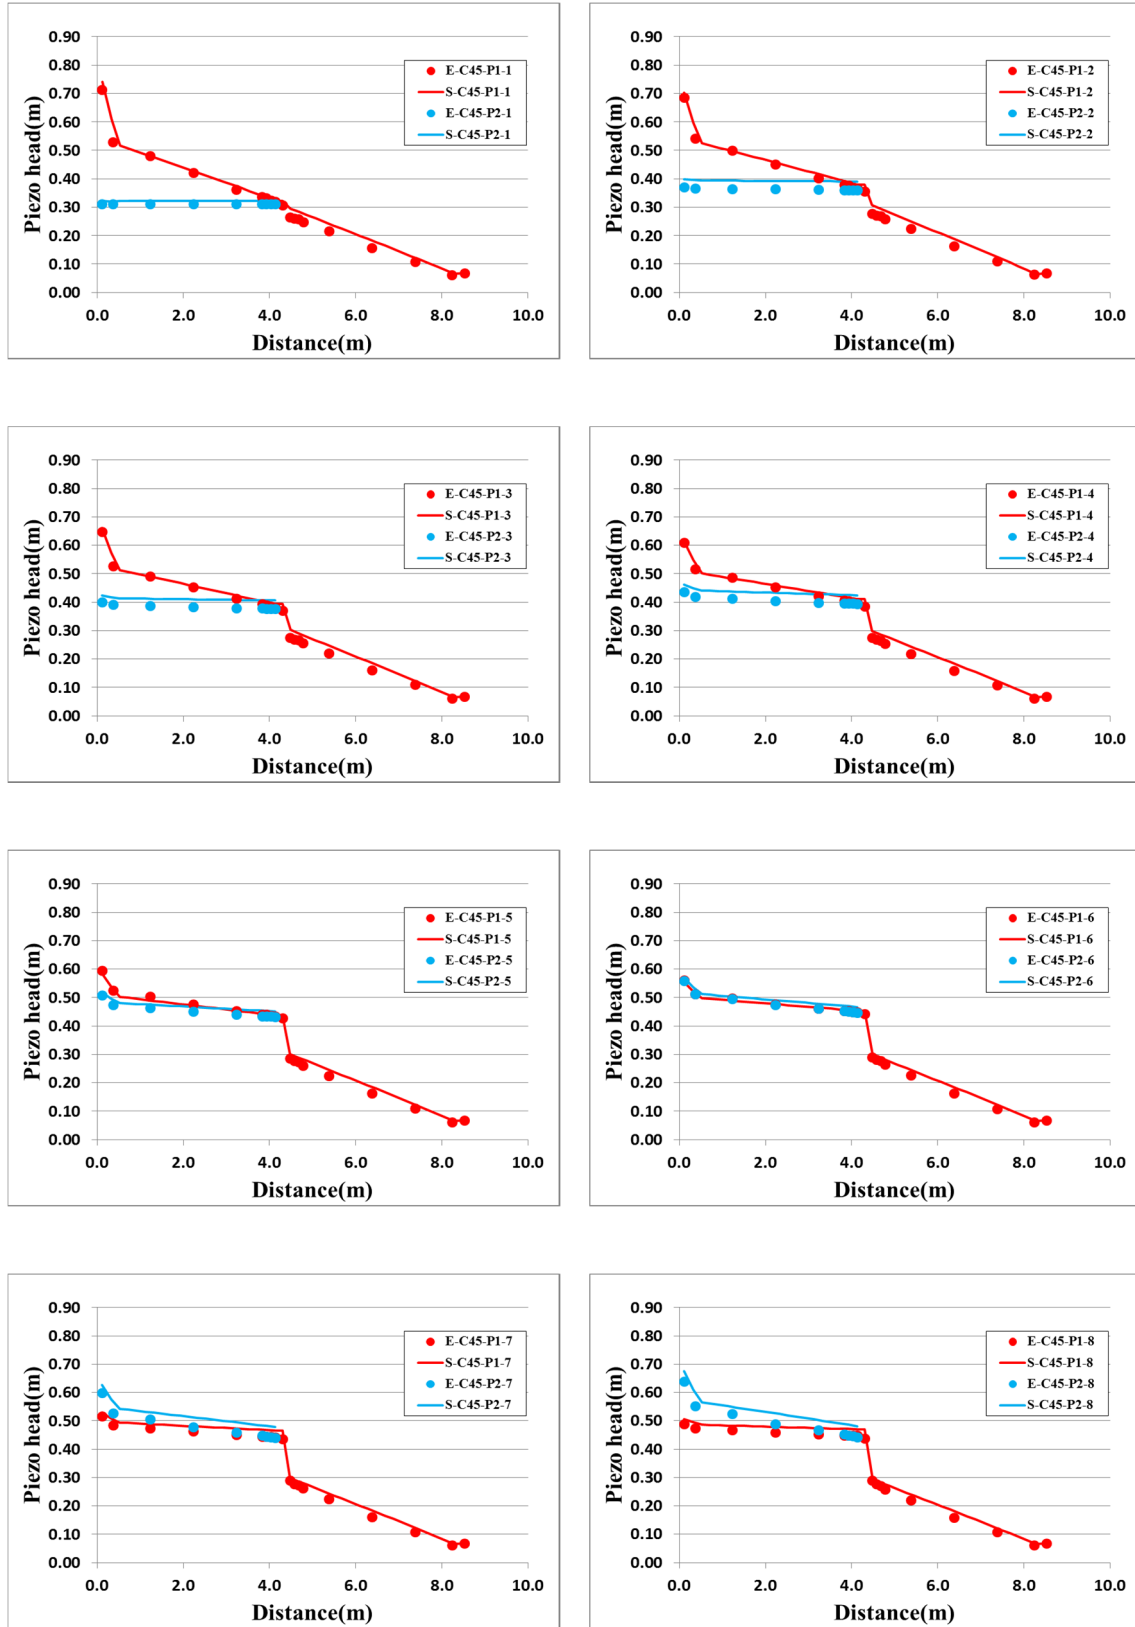 0.90
0.80
0.70
0.60
0.50
0.40
0.30
0.20
0.10
0.00
Piezo head(m)
E-C45-P1-1
S-C45-P1-1
E-C45-P2-1
S-C45-P2-1
0.0 2.0 4.0 6.0 8.0 10.0
Distance(m)
0.90
0.80
0.70
0.60
0.50
0.40
0.30
0.20
0.10
0.00
Piezo head(m)
E-C45-P1-2
S-C45-P1-2
E-C45-P2-2
S-C45-P2-2
0.0 2.0 4.0 6.0 8.0 10.0
Distance(m)
0.90
0.80
0.70
0.60
0.50
0.40
0.30
0.20
0.10
0.00
Piezo head(m)
E-C45-P1-3
S-C45-P1-3
E-C45-P2-3
S-C45-P2-3
0.0 2.0 4.0 6.0 8.0 10.0
Distance(m)
0.90
0.80
0.70
0.60
0.50
0.40
0.30
0.20
0.10
0.00
Piezo head(m)
E-C45-P1-4
S-C45-P1-4
E-C45-P2-4
S-C45-P2-4
0.0 2.0 4.0 6.0 8.0 10.0
Distance(m)
0.90
0.80
0.70
0.60
0.50
0.40
0.30
0.20
0.10
0.00
Piezo head(m)
E-C45-P1-5
S-C45-P1-5
E-C45-P2-5
S-C45-P2-5
0.0 2.0 4.0 6.0 8.0 10.0
Distance(m)
0.90
0.80
0.70
0.60
0.50
0.40
0.30
0.20
0.10
0.00
Piezo head(m)
E-C45-P1-6
S-C45-P1-6
E-C45-P2-6
S-C45-P2-6
0.0 2.0 4.0 6.0 8.0 10.0
Distance(m)
0.90
0.80
0.70
0.60
0.50
0.40
0.30
0.20
0.10
0.00
Piezo head(m)
E-C45-P1-7
S-C45-P1-7
E-C45-P2-7
S-C45-P2-7
0.0 2.0 4.0 6.0 8.0 10.0
Distance(m)
0.90
0.80
0.70
0.60
0.50
0.40
0.30
0.20
0.10
0.00
Piezo head(m)
E-C45-P1-8
S-C45-P1-8
E-C45-P2-8
S-C45-P2-8
0.0 2.0 4.0 6.0 8.0 10.0
Distance(m)